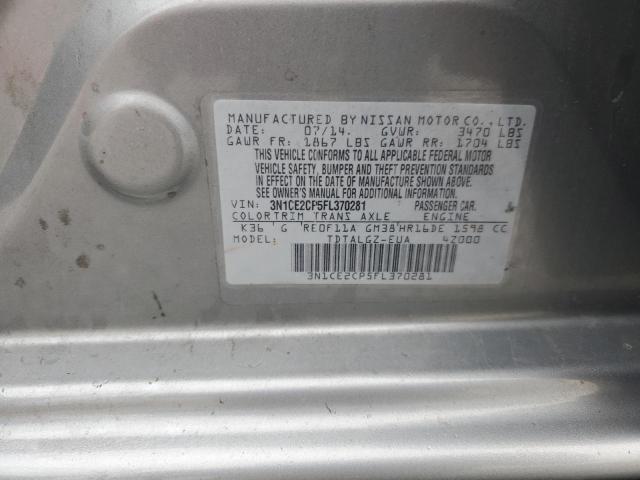 MANUFACTURED BY NISSAN MOTOR CO., LTD.
DATE: 07/14. GVWR: 3470 LBS
GAWR FR: 1867 LBS GAWR RR: 1704 LBS
THIS VEHICLE CONFORMS TO ALL APPLICABLE FEDERAL MOTOR
VEHICLE SAFETY, BUMPER AND THEFT PREVENTION STANDARDS
IN EFFECT ON THE DATE OF MANUFACTURE SHOWN ABOVE.
SEE OWNER'S MANUAL FOR ADDITIONAL INFORMATION.
VIN: 3N1CE2CP5FL370281 PASSENGER CAR.
COLOR TRIM TRANS AXLE ENGINE
K36 ' G 'RE0F11A GM38'HR16DE 1598 CC
TDTALGZ-EUA 4Z000
3N1CE2CP5FL370281